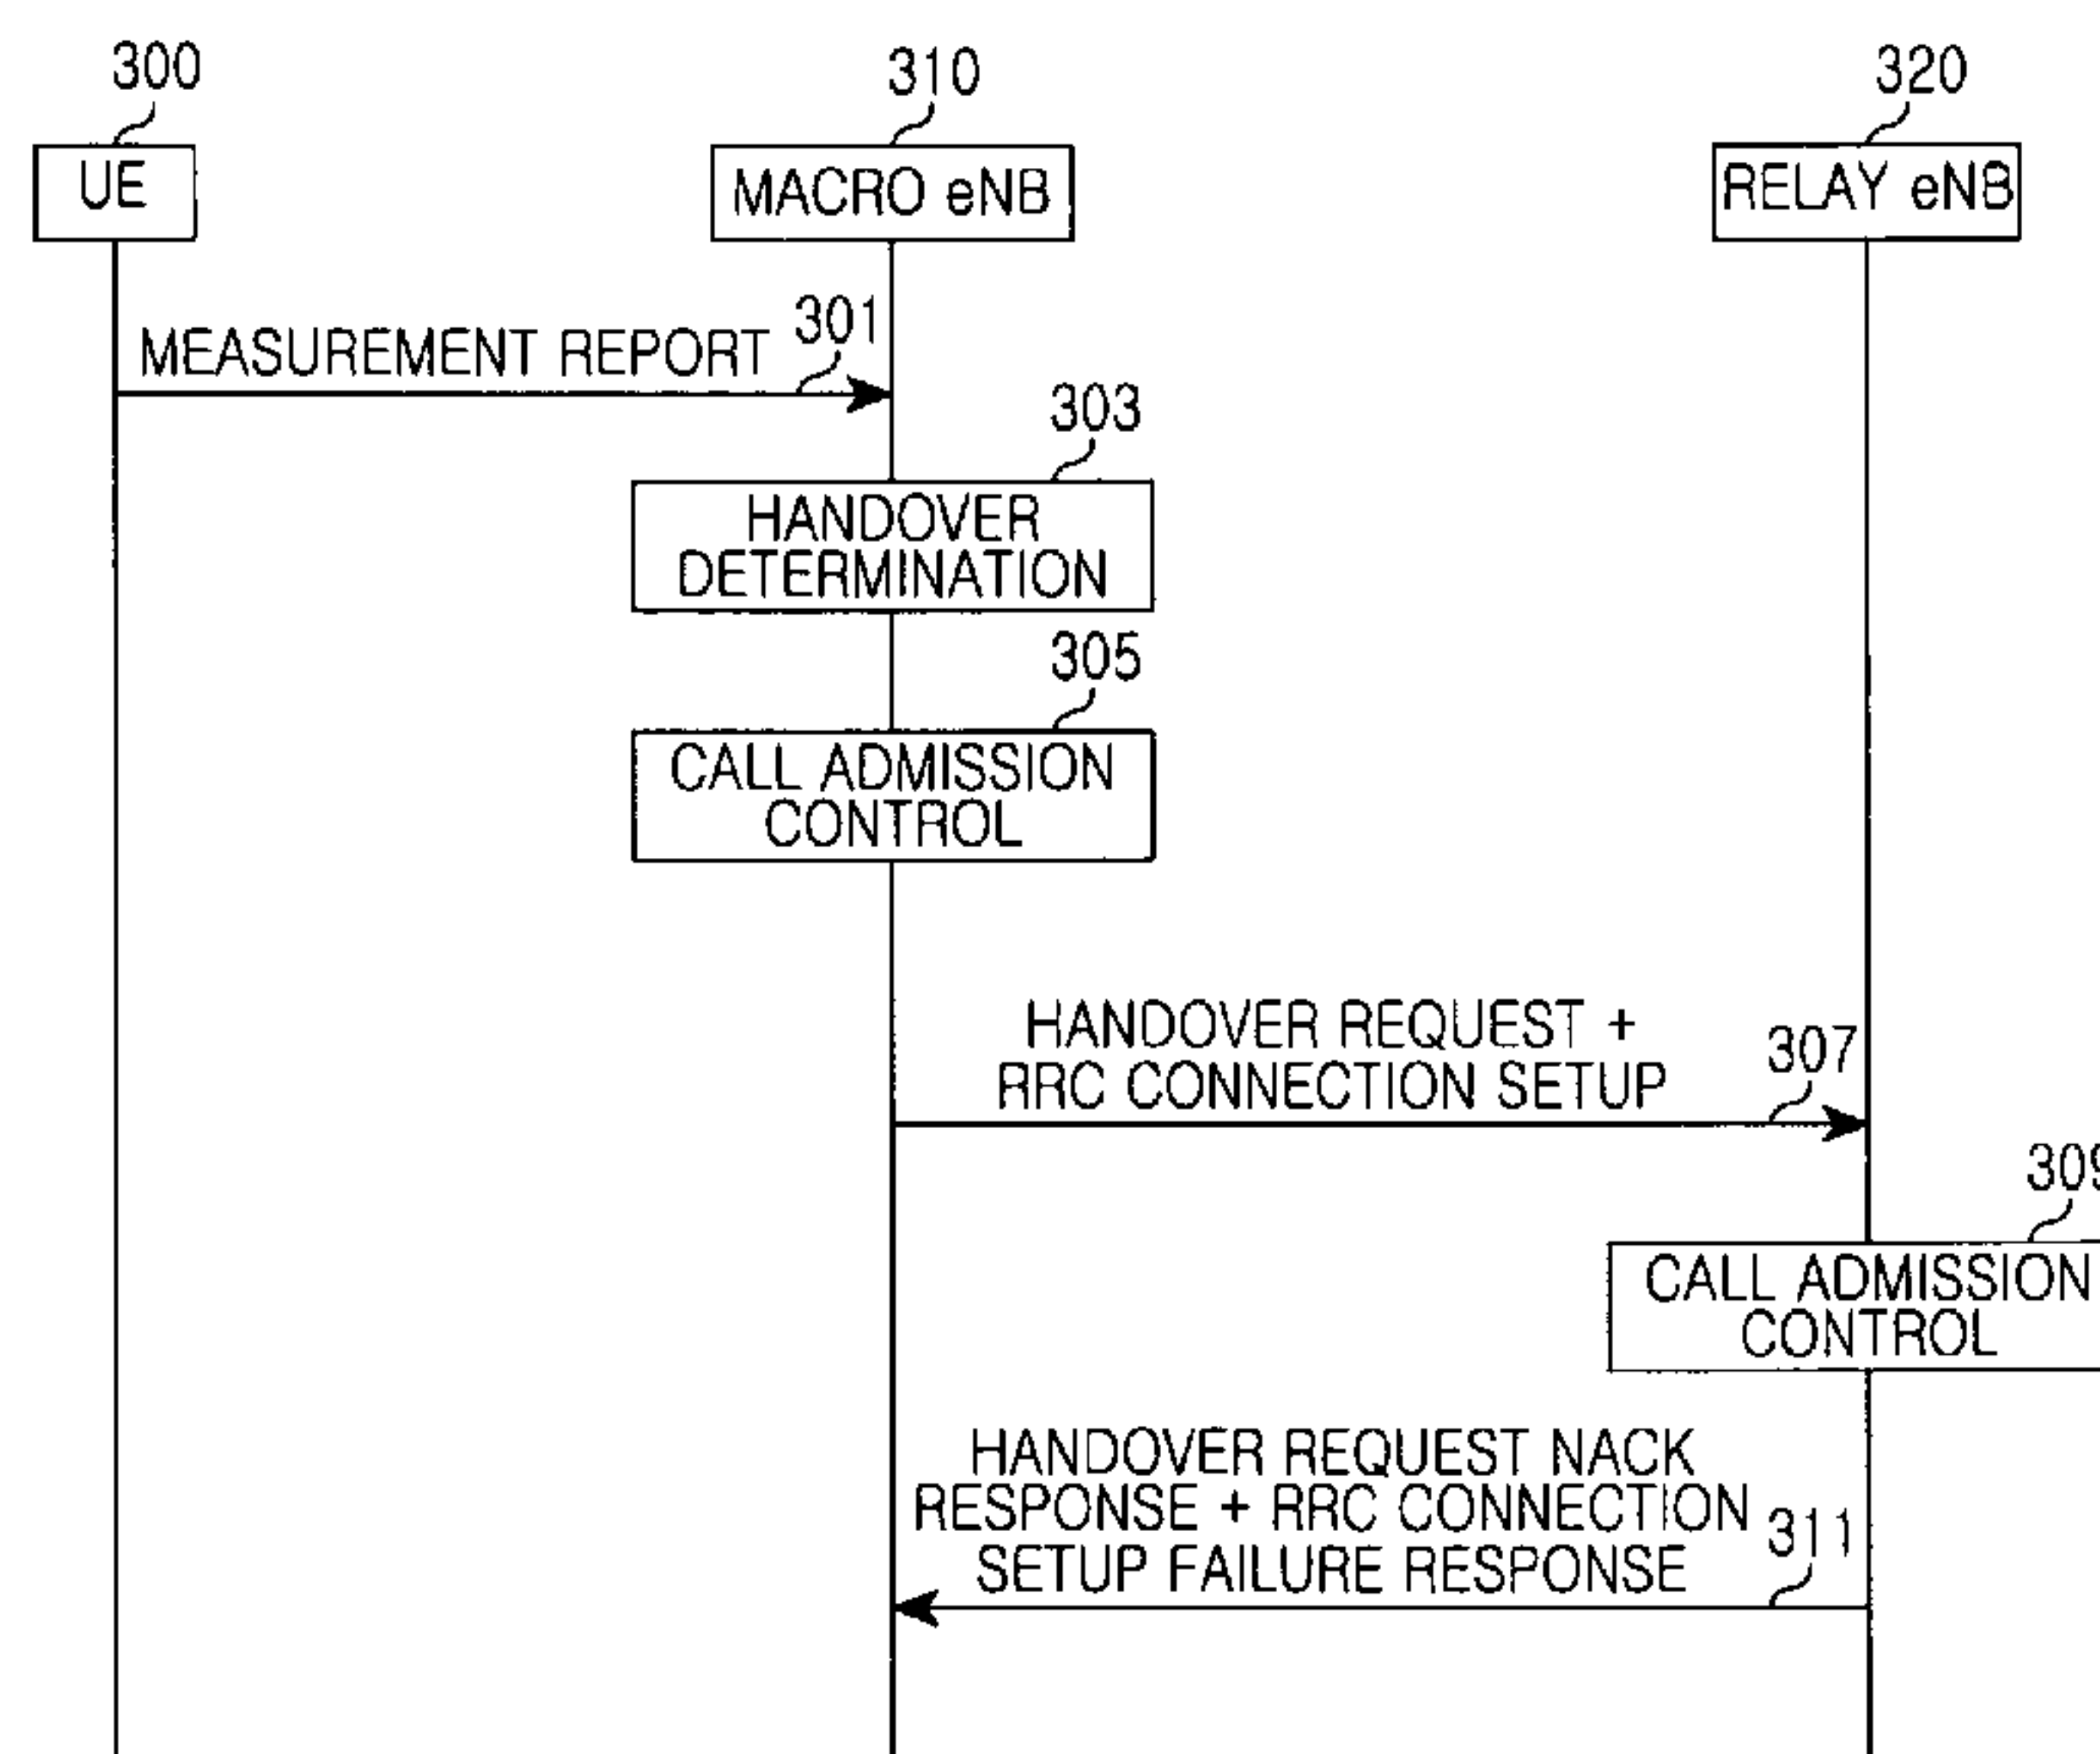 300
310
320
UE
MACRO eNB
RELAY eNB
MEASUREMENT REPORT
301
303
HANDOVER
DETERMINATION
305
CALL ADMISSION
CONTROL
HANDOVER REQUEST +
RRC CONNECTION SETUP
307
309
CALL ADMISSION
CONTROL
HANDOVER REQUEST NACK
RESPONSE + RRC CONNECTION
SETUP FAILURE RESPONSE
311